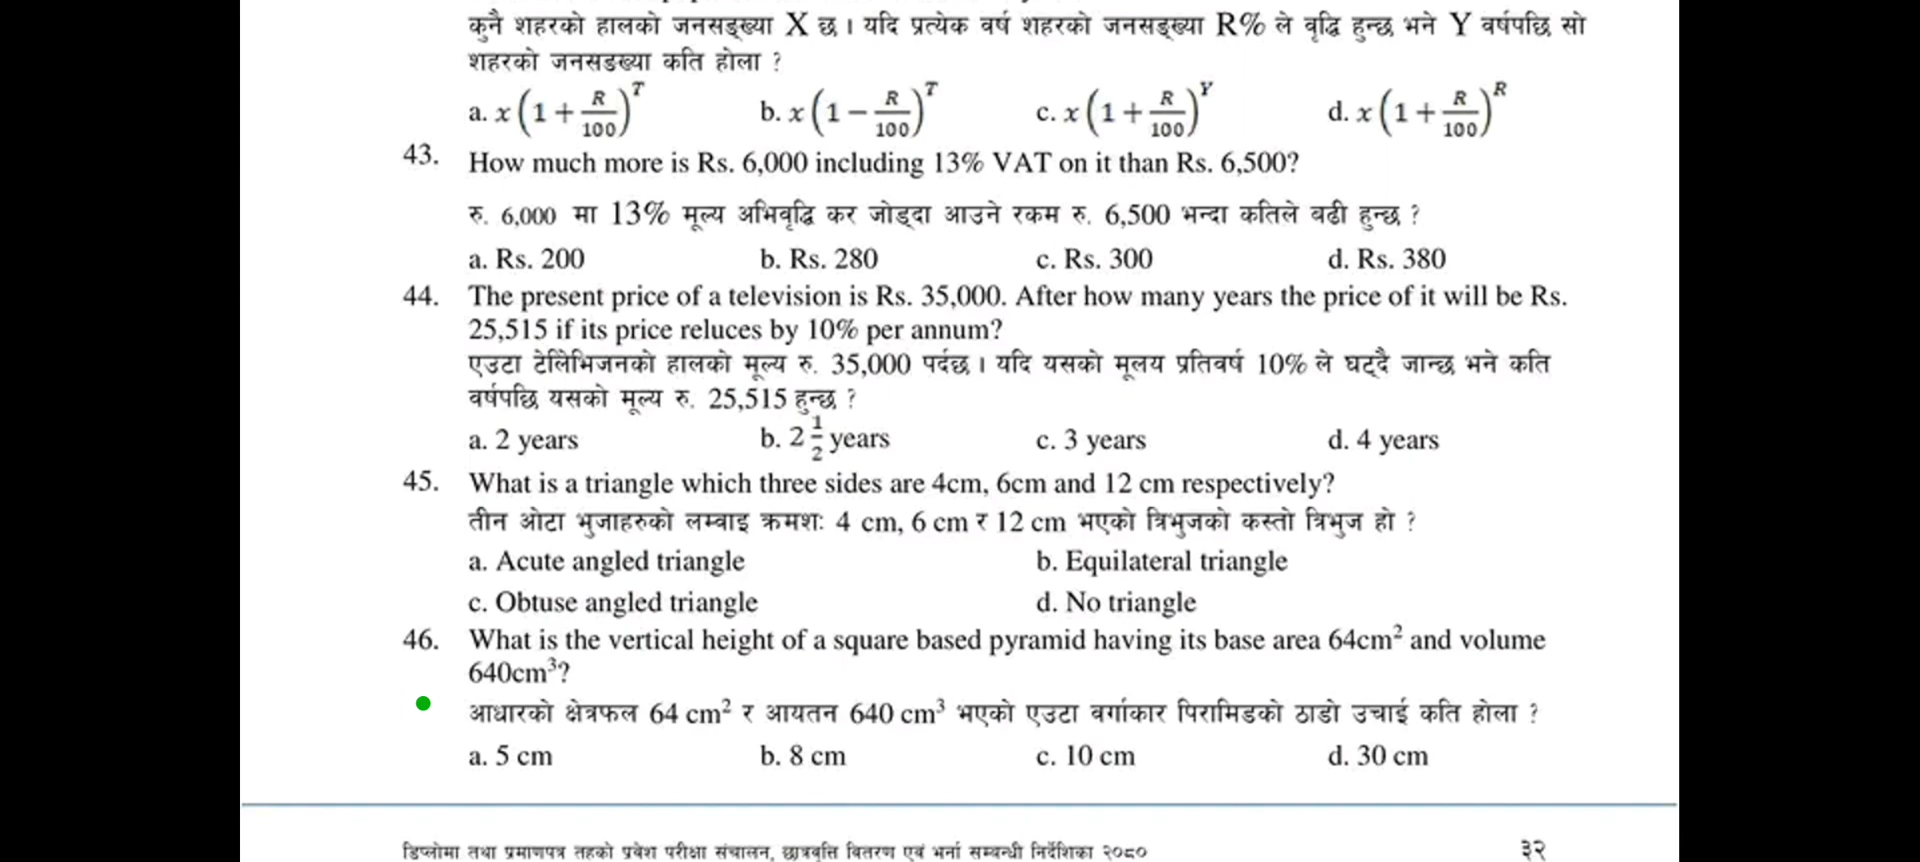 कुनै शहरको हालको जनसङ्ख्या X छ । यदि प्रत्येक वर्ष शहरको जनसङ्ख्या R% ले वृद्धि हुन्छ भने Y वर्षपछि सो
शहरको जनसङख्या कति होला ?
a. x(1 + R/100)^T b. x(1 − R/100)^T c. x(1 + R/100)^Y d. x(1 + R/100)^R
43. How much more is Rs. 6,000 including 13% VAT on it than Rs. 6,500?
रु. 6,000 मा 13% मूल्य अभिवृद्धि कर जोड्दा आउने रकम रु. 6,500 भन्दा कतिले बढी हुन्छ ?
a. Rs. 200 b. Rs. 280 c. Rs. 300 d. Rs. 380
44. The present price of a television is Rs. 35,000. After how many years the price of it will be Rs.
25,515 if its price reluces by 10% per annum?
एउटा टेलिभिजनको हालको मूल्य रु. 35,000 पर्दछ । यदि यसको मूलय प्रतिवर्ष 10% ले घट्दै जान्छ भने कति
वर्षपछि यसको मूल्य रु. 25,515 हुन्छ ?
a. 2 years b. 2 1/2 years c. 3 years d. 4 years
45. What is a triangle which three sides are 4cm, 6cm and 12 cm respectively?
तीन ओटा भुजाहरुको लम्वाइ क्रमशः 4 cm, 6 cm र 12 cm भएको त्रिभुजको कस्तो त्रिभुज हो ?
a. Acute angled triangle b. Equilateral triangle
c. Obtuse angled triangle d. No triangle
46. What is the vertical height of a square based pyramid having its base area 64cm² and volume
640cm³?
आधारको क्षेत्रफल 64 cm² र आयतन 640 cm³ भएको एउटा वर्गाकार पिरामिडको ठाडो उचाई कति होला ?
a. 5 cm b. 8 cm c. 10 cm d. 30 cm
डिप्लोमा तथा प्रमाणपत्र तहको प्रवेश परीक्षा संचालन, छात्रवृत्ति वितरण एवं भर्ना सम्बन्धी निर्देशिका २०८० ३२